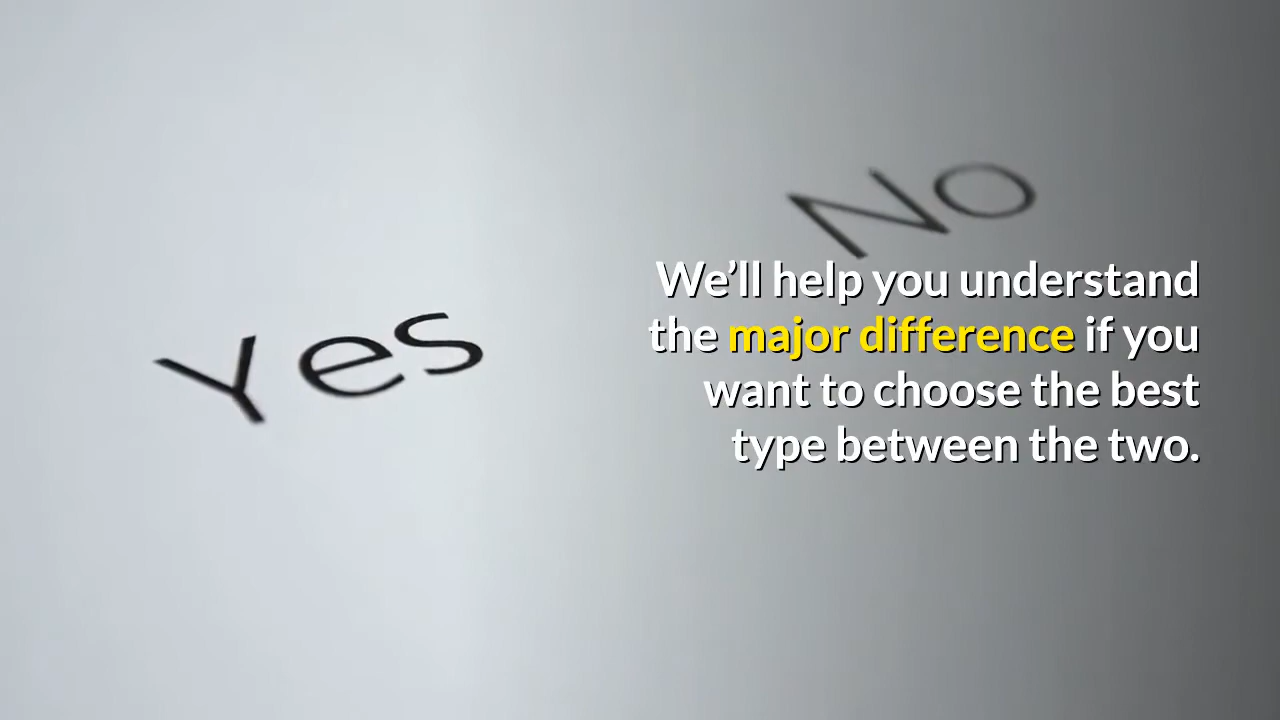 No
Yes
We’ll help you understand
the major difference if you
want to choose the best
type between the two.